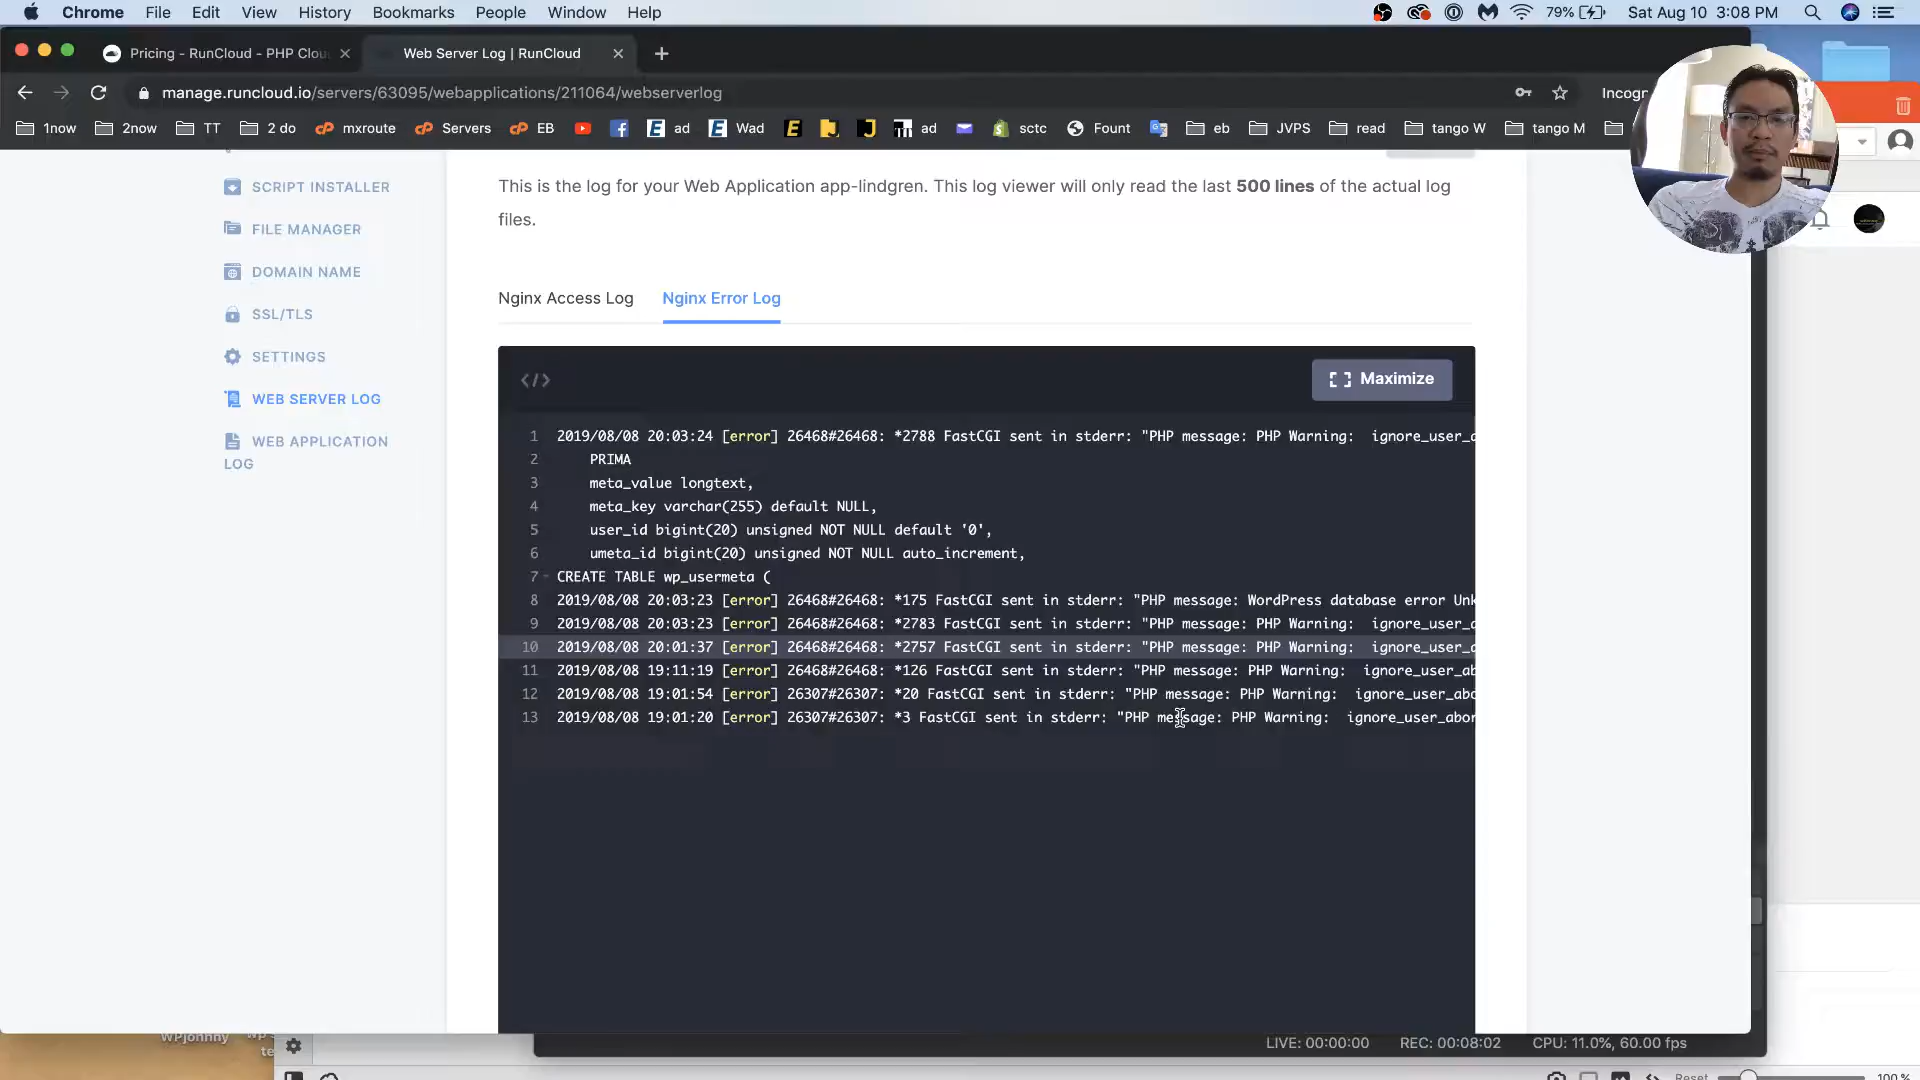 Chrome File Edit View History Bookmarks People Window Help 79% Sat Aug 10 3:08 PM
Pricing - RunCloud - PHP Clou Web Server Log | RunCloud
manage.runcloud.io/servers/63095/webapplications/211064/webserverlog Incogn
1now 2now TT 2 do mxroute Servers EB ad Wad ad sctc Fount eb JVPS read tango W tango M
SCRIPT INSTALLER
FILE MANAGER
DOMAIN NAME
SSL/TLS
SETTINGS
WEB SERVER LOG
WEB APPLICATION
LOG
This is the log for your Web Application app-lindgren. This log viewer will only read the last 500 lines of the actual log
files.
Nginx Access Log Nginx Error Log
</> Maximize
1 2019/08/08 20:03:24 [error] 26468#26468: *2788 FastCGI sent in stderr: "PHP message: PHP Warning:  ignore_user_a
2 PRIMA
3 meta_value longtext,
4 meta_key varchar(255) default NULL,
5 user_id bigint(20) unsigned NOT NULL default '0',
6 umeta_id bigint(20) unsigned NOT NULL auto_increment,
7 CREATE TABLE wp_usermeta (
8 2019/08/08 20:03:23 [error] 26468#26468: *175 FastCGI sent in stderr: "PHP message: WordPress database error Unk
9 2019/08/08 20:03:23 [error] 26468#26468: *2783 FastCGI sent in stderr: "PHP message: PHP Warning:  ignore_user_a
10 2019/08/08 20:01:37 [error] 26468#26468: *2757 FastCGI sent in stderr: "PHP message: PHP Warning:  ignore_user_a
11 2019/08/08 19:11:19 [error] 26468#26468: *126 FastCGI sent in stderr: "PHP message: PHP Warning:  ignore_user_ab
12 2019/08/08 19:01:54 [error] 26307#26307: *20 FastCGI sent in stderr: "PHP message: PHP Warning:  ignore_user_abo
13 2019/08/08 19:01:20 [error] 26307#26307: *3 FastCGI sent in stderr: "PHP message: PHP Warning:  ignore_user_abor
WPjohnny
te
LIVE: 00:00:00 REC: 00:08:02 CPU: 11.0%, 60.00 fps
Reset 100%